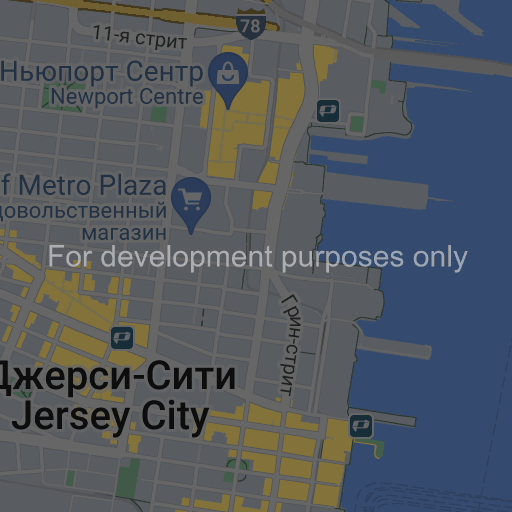 78
11-я стрит
Ньюпорт Сентр
Newport Centre
f Metro Plaza
довольственный
магазин
For development purposes only
Грин-стрит
Джерси-Сити
Jersey City